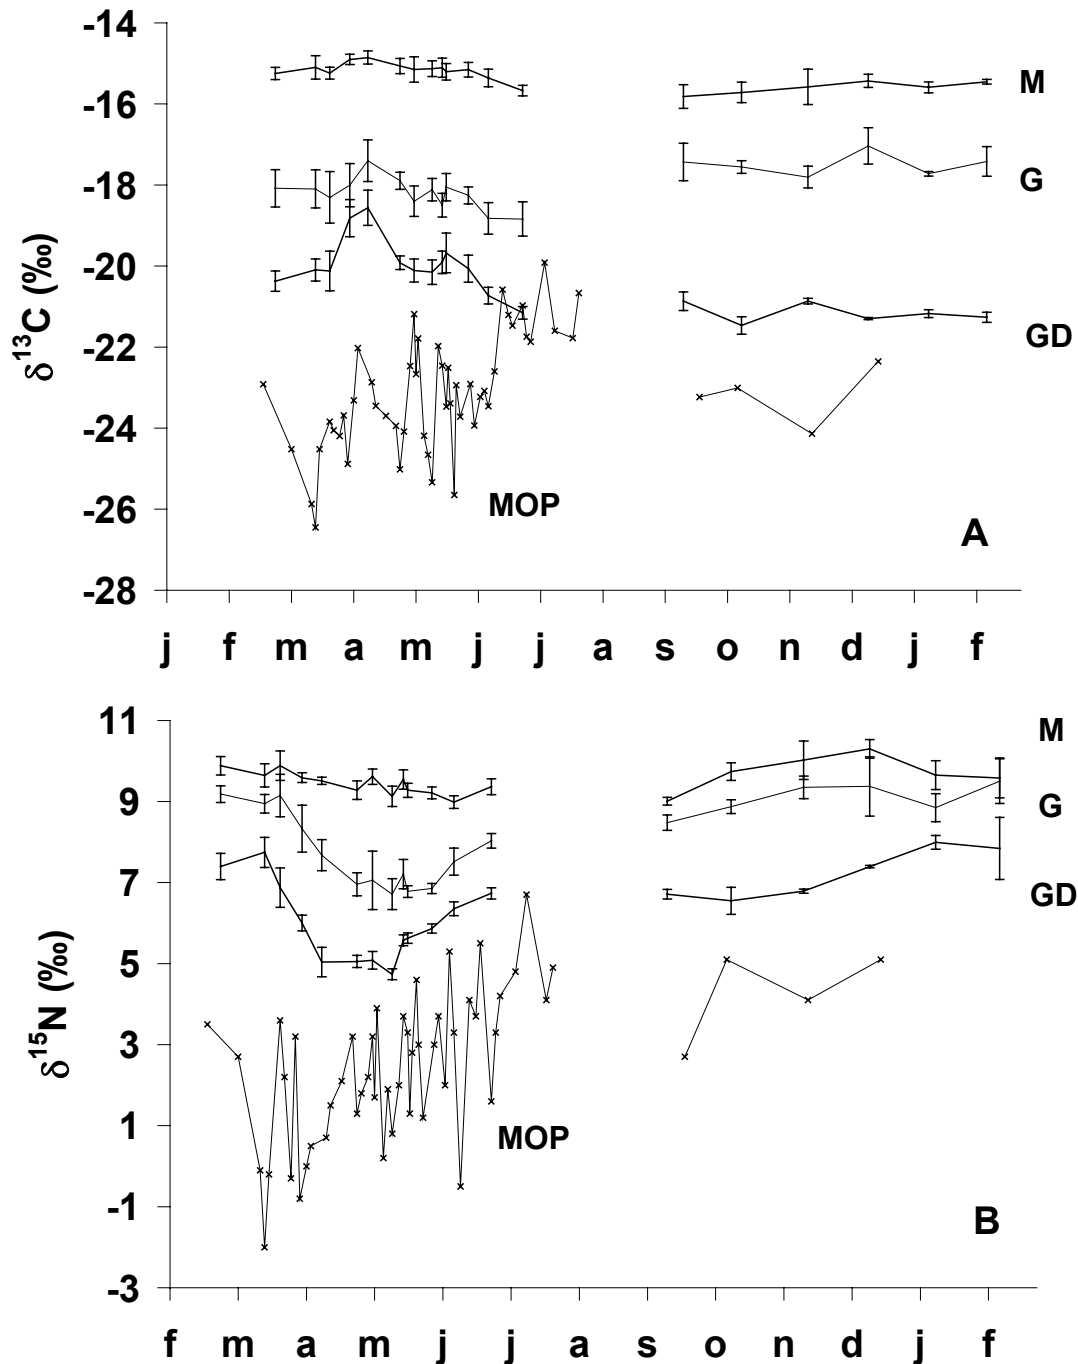 -14
-16
-18
-20
-22
-24
-26
-28
δ13C (‰)
M
G
GD
MOP
A
j f m a m j j a s o n d j f
11
9
7
5
3
1
-1
-3
δ15N (‰)
M
G
GD
MOP
B
f m a m j j a s o n d j f